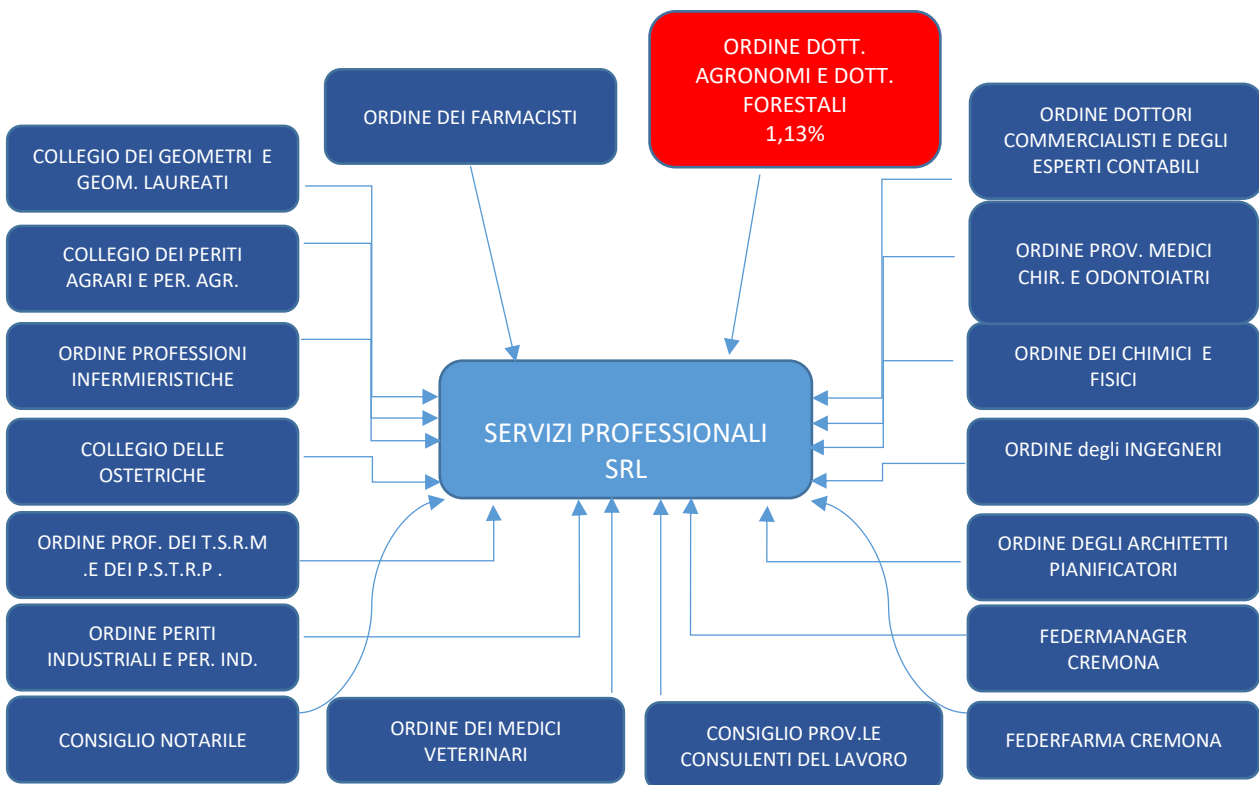 ORDINE DOTT.
AGRONOMI E DOTT.
FORESTALI
1,13%
ORDINE DEI FARMACISTI
COLLEGIO DEI GEOMETRI E
GEOM. LAUREATI
COLLEGIO DEI PERITI
AGRARI E PER. AGR.
ORDINE PROFESSIONI
INFERMIERISTICHE
COLLEGIO DELLE
OSTETRICHE
ORDINE PROF. DEI T.S.R.M
.E DEI P.S.T.R.P .
ORDINE PERITI
INDUSTRIALI E PER. IND.
CONSIGLIO NOTARILE
SERVIZI PROFESSIONALI
SRL
ORDINE DOTTORI
COMMERCIALISTI E DEGLI
ESPERTI CONTABILI
ORDINE PROV. MEDICI
CHIR. E ODONTOIATRI
ORDINE DEI CHIMICI E
FISICI
ORDINE degli INGEGNERI
ORDINE DEGLI ARCHITETTI
PIANIFICATORI
FEDERMANAGER
CREMONA
FEDERFARMA CREMONA
ORDINE DEI MEDICI
VETERINARI
CONSIGLIO PROV.LE
CONSULENTI DEL LAVORO